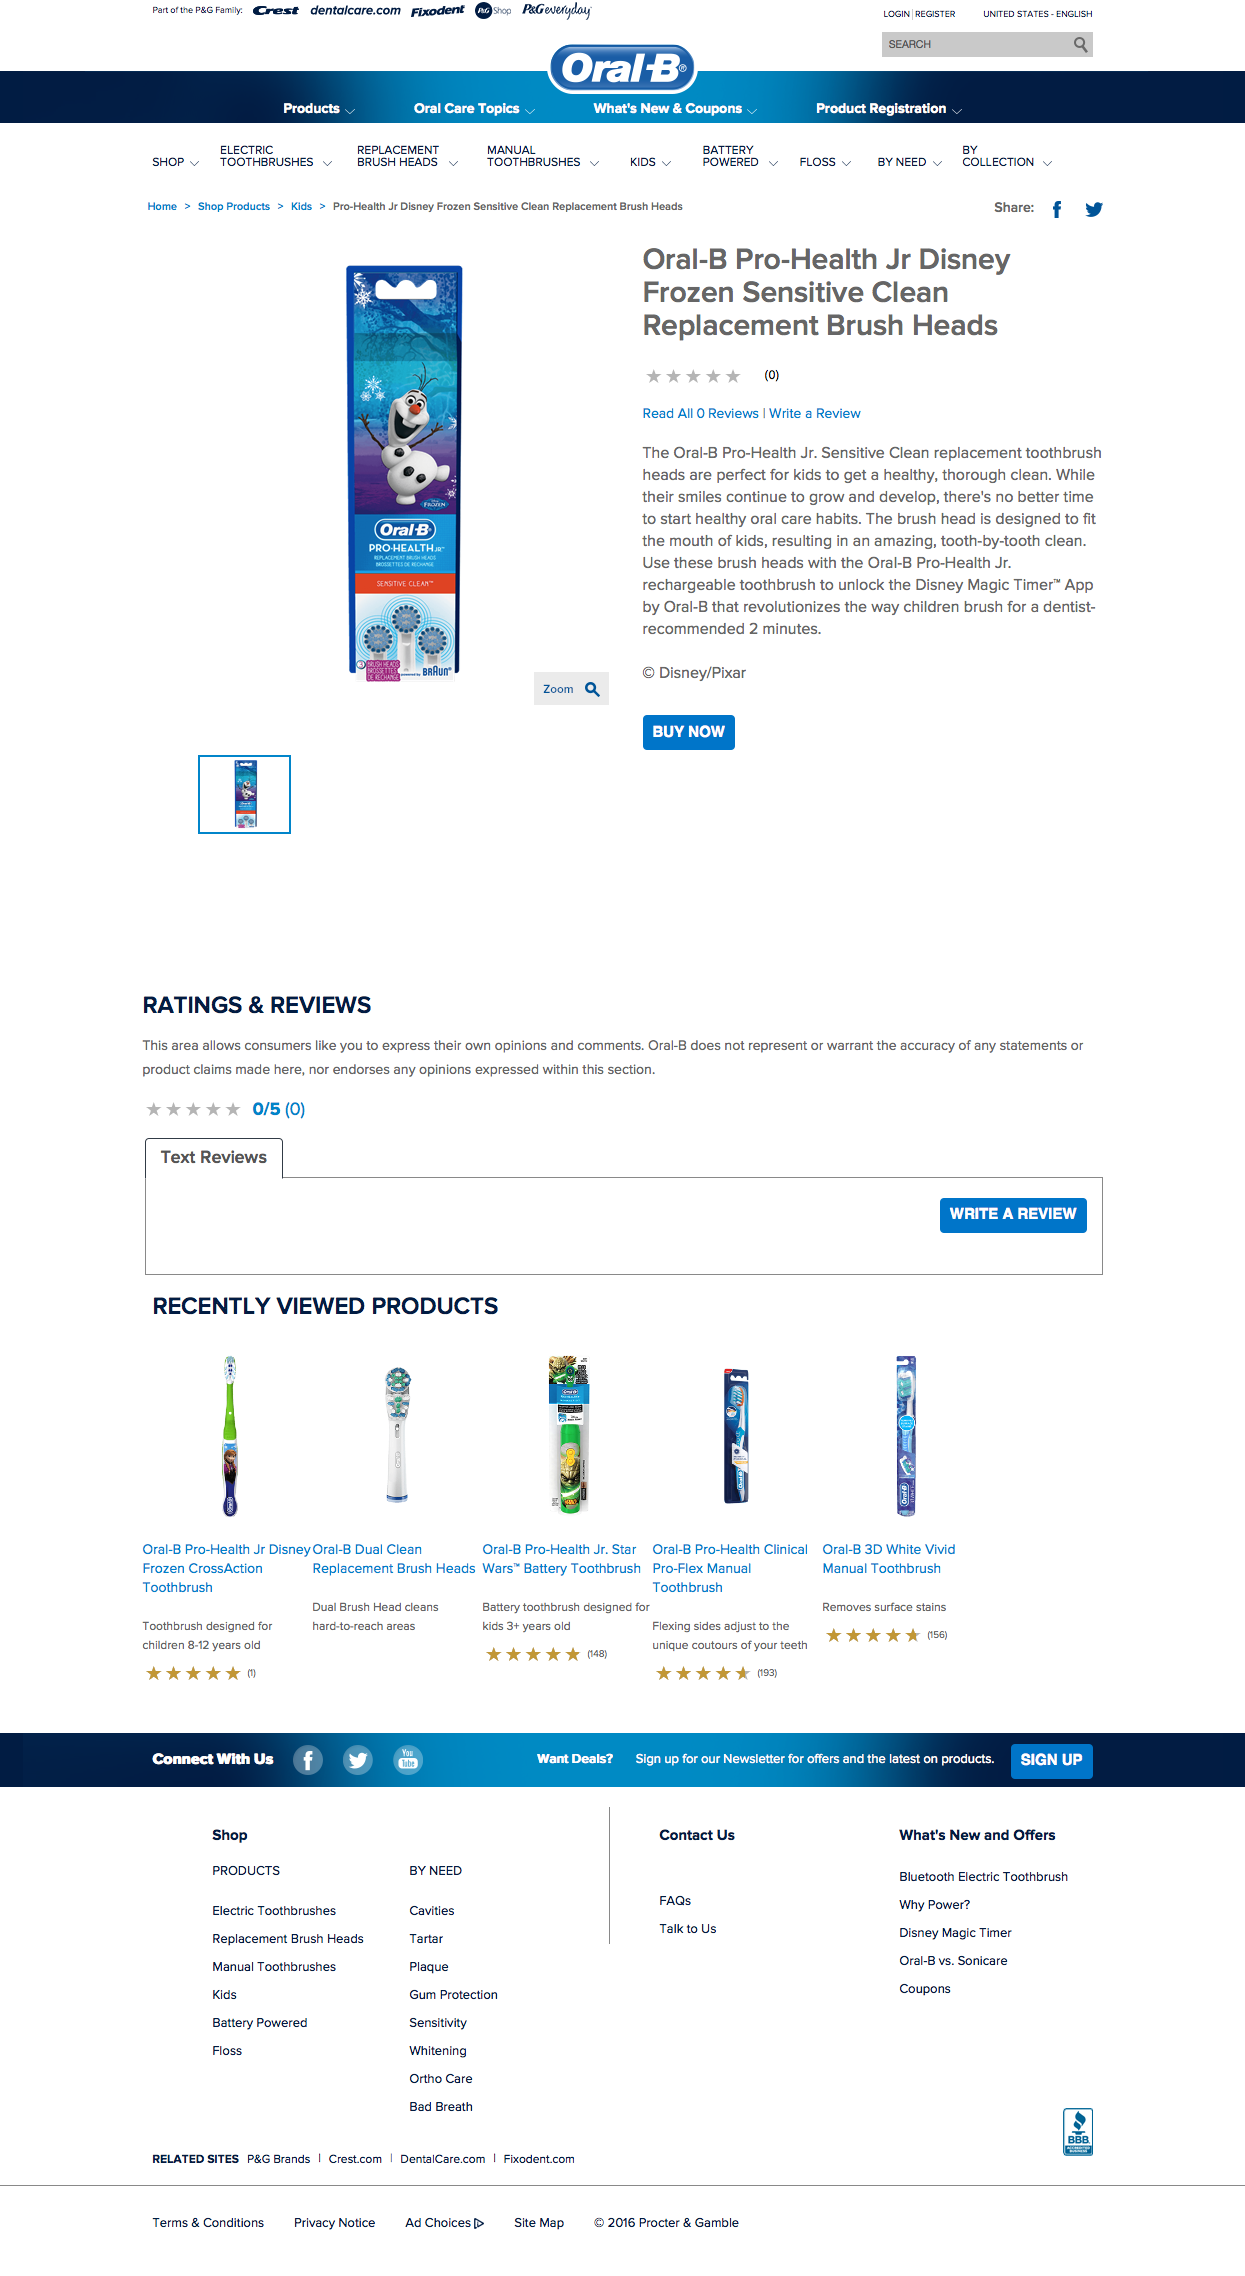 Part of the P&G Family: Crest dentalcare.com Fixodent P&G Shop P&G everyday
LOGIN | REGISTER UNITED STATES - ENGLISH
SEARCH
Oral-B®
Products Oral Care Topics What's New & Coupons Product Registration
SHOP ELECTRIC TOOTHBRUSHES REPLACEMENT BRUSH HEADS MANUAL TOOTHBRUSHES KIDS BATTERY POWERED FLOSS BY NEED BY COLLECTION
Home > Shop Products > Kids > Pro-Health Jr Disney Frozen Sensitive Clean Replacement Brush Heads
Share:
Oral-B Pro-Health Jr Disney
Frozen Sensitive Clean
Replacement Brush Heads
(0)
Read All 0 Reviews | Write a Review
The Oral-B Pro-Health Jr. Sensitive Clean replacement toothbrush
heads are perfect for kids to get a healthy, thorough clean. While
their smiles continue to grow and develop, there's no better time
to start healthy oral care habits. The brush head is designed to fit
the mouth of kids, resulting in an amazing, tooth-by-tooth clean.
Use these brush heads with the Oral-B Pro-Health Jr.
rechargeable toothbrush to unlock the Disney Magic Timer™ App
by Oral-B that revolutionizes the way children brush for a dentist-
recommended 2 minutes.
© Disney/Pixar
BUY NOW
FROZEN
Oral-B
PRO-HEALTH JR.
REPLACEMENT BRUSH HEADS
BROSSETTES DE RECHANGE
SENSITIVE CLEAN™
3 BRUSH HEADS
BROSSETTES
DE RECHANGE
powered by BRAUN
Zoom
RATINGS & REVIEWS
This area allows consumers like you to express their own opinions and comments. Oral-B does not represent or warrant the accuracy of any statements or
product claims made here, nor endorses any opinions expressed within this section.
0/5 (0)
Text Reviews
WRITE A REVIEW
RECENTLY VIEWED PRODUCTS
Oral-B Pro-Health Jr Disney
Frozen CrossAction
Toothbrush
Toothbrush designed for
children 8-12 years old
(1)
Oral-B Dual Clean
Replacement Brush Heads
Dual Brush Head cleans
hard-to-reach areas
Oral-B Pro-Health Jr. Star
Wars™ Battery Toothbrush
Battery toothbrush designed for
kids 3+ years old
(148)
Oral-B Pro-Health Clinical
Pro-Flex Manual
Toothbrush
Flexing sides adjust to the
unique coutours of your teeth
(193)
Oral-B 3D White Vivid
Manual Toothbrush
Removes surface stains
(156)
Connect With Us You Tube Want Deals? Sign up for our Newsletter for offers and the latest on products. SIGN UP
Shop
PRODUCTS
Electric Toothbrushes
Replacement Brush Heads
Manual Toothbrushes
Kids
Battery Powered
Floss
BY NEED
Cavities
Tartar
Plaque
Gum Protection
Sensitivity
Whitening
Ortho Care
Bad Breath
Contact Us
FAQs
Talk to Us
What's New and Offers
Bluetooth Electric Toothbrush
Why Power?
Disney Magic Timer
Oral-B vs. Sonicare
Coupons
BBB
ACCREDITED
BUSINESS
RELATED SITES P&G Brands | Crest.com | DentalCare.com | Fixodent.com
Terms & Conditions Privacy Notice Ad Choices Site Map © 2016 Procter & Gamble